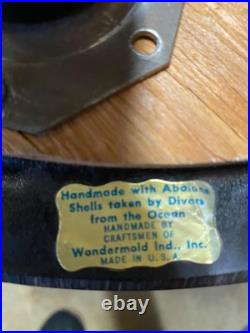 Handmade with Abalone
Shells taken by Divers
from the Ocean
HANDMADE BY
CRAFTSMEN OF
Wondermold Ind., Inc.
MADE IN U.S.A.